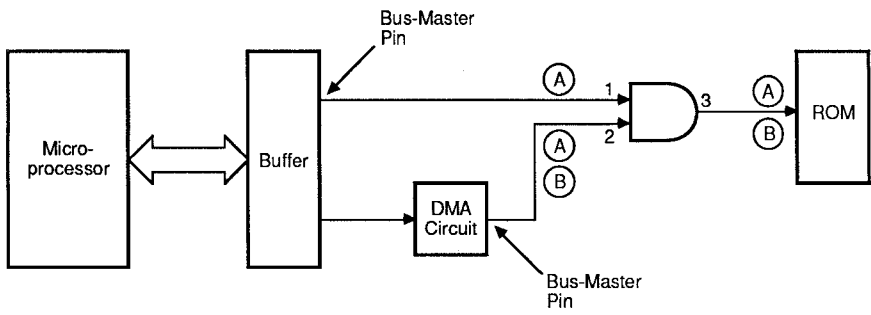 Bus-Master
Pin
A
1
3
A
Micro-
processor
Buffer
2
A
B
B
ROM
DMA
Circuit
Bus-Master
Pin